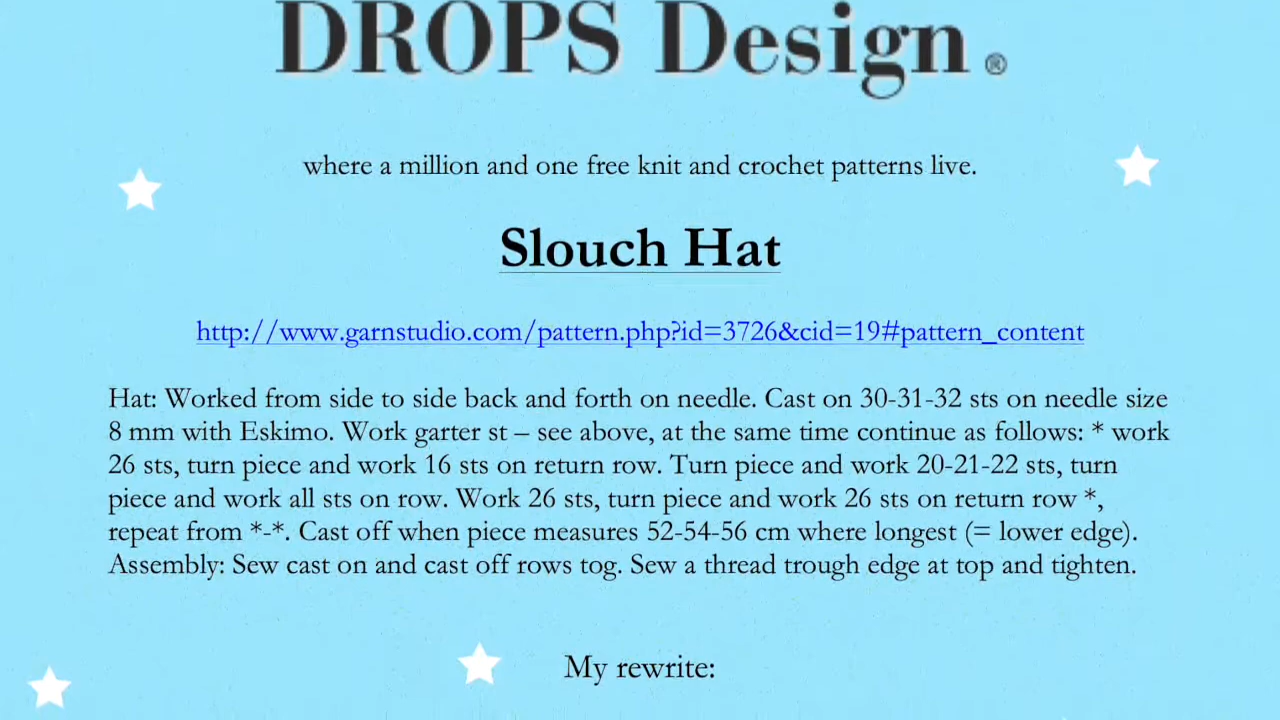 DROPS Design ®
where a million and one free knit and crochet patterns live.
Slouch Hat
http://www.garnstudio.com/pattern.php?id=3726&cid=19#pattern_content
Hat: Worked from side to side back and forth on needle. Cast on 30-31-32 sts on needle size
8 mm with Eskimo. Work garter st – see above, at the same time continue as follows: * work
26 sts, turn piece and work 16 sts on return row. Turn piece and work 20-21-22 sts, turn
piece and work all sts on row. Work 26 sts, turn piece and work 26 sts on return row *,
repeat from *-*. Cast off when piece measures 52-54-56 cm where longest (= lower edge).
Assembly: Sew cast on and cast off rows tog. Sew a thread trough edge at top and tighten.
My rewrite: